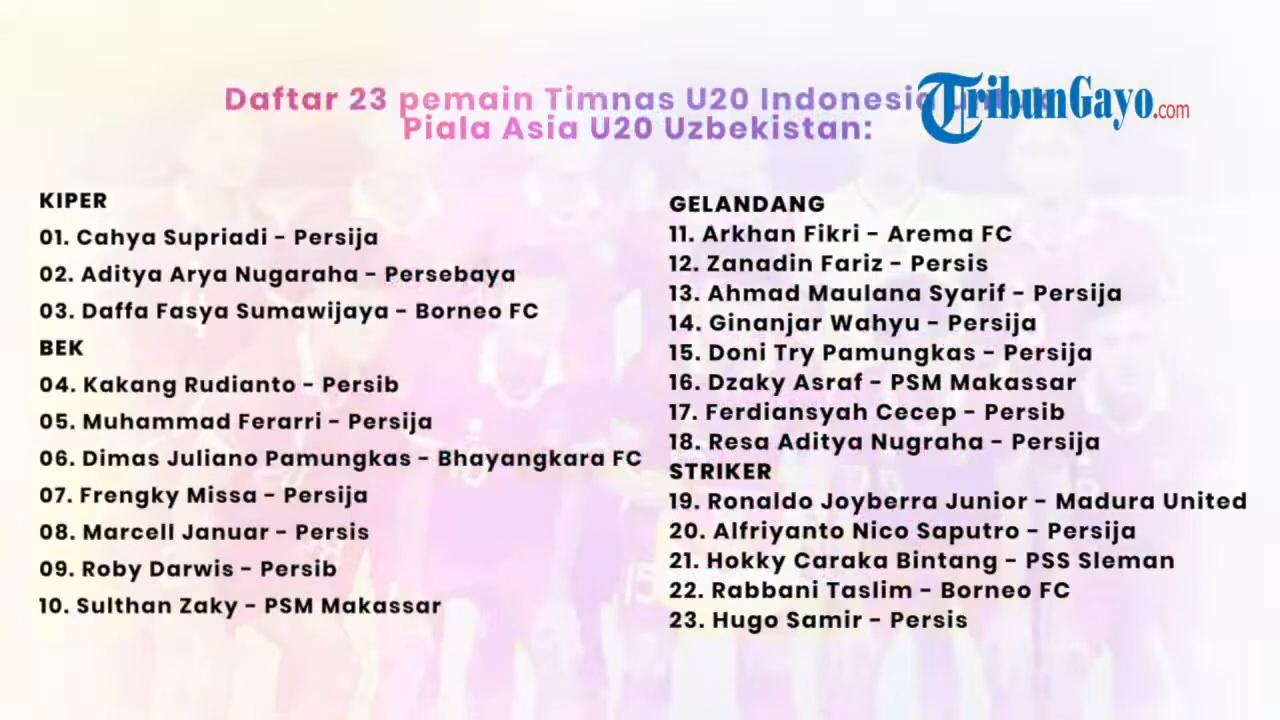 Daftar 23 pemain Timnas U20 Indonesia
Piala Asia U20 Uzbekistan:
TribunGayo.com
KIPER
01. Cahya Supriadi - Persija
02. Aditya Arya Nugaraha - Persebaya
03. Daffa Fasya Sumawijaya - Borneo FC
BEK
04. Kakang Rudianto - Persib
05. Muhammad Ferarri - Persija
06. Dimas Juliano Pamungkas - Bhayangkara FC
07. Frengky Missa - Persija
08. Marcell Januar - Persis
09. Roby Darwis - Persib
10. Sulthan Zaky - PSM Makassar
GELANDANG
11. Arkhan Fikri - Arema FC
12. Zanadin Fariz - Persis
13. Ahmad Maulana Syarif - Persija
14. Ginanjar Wahyu - Persija
15. Doni Try Pamungkas - Persija
16. Dzaky Asraf - PSM Makassar
17. Ferdiansyah Cecep - Persib
18. Resa Aditya Nugraha - Persija
STRIKER
19. Ronaldo Joyberra Junior - Madura United
20. Alfriyanto Nico Saputro - Persija
21. Hokky Caraka Bintang - PSS Sleman
22. Rabbani Taslim - Borneo FC
23. Hugo Samir - Persis